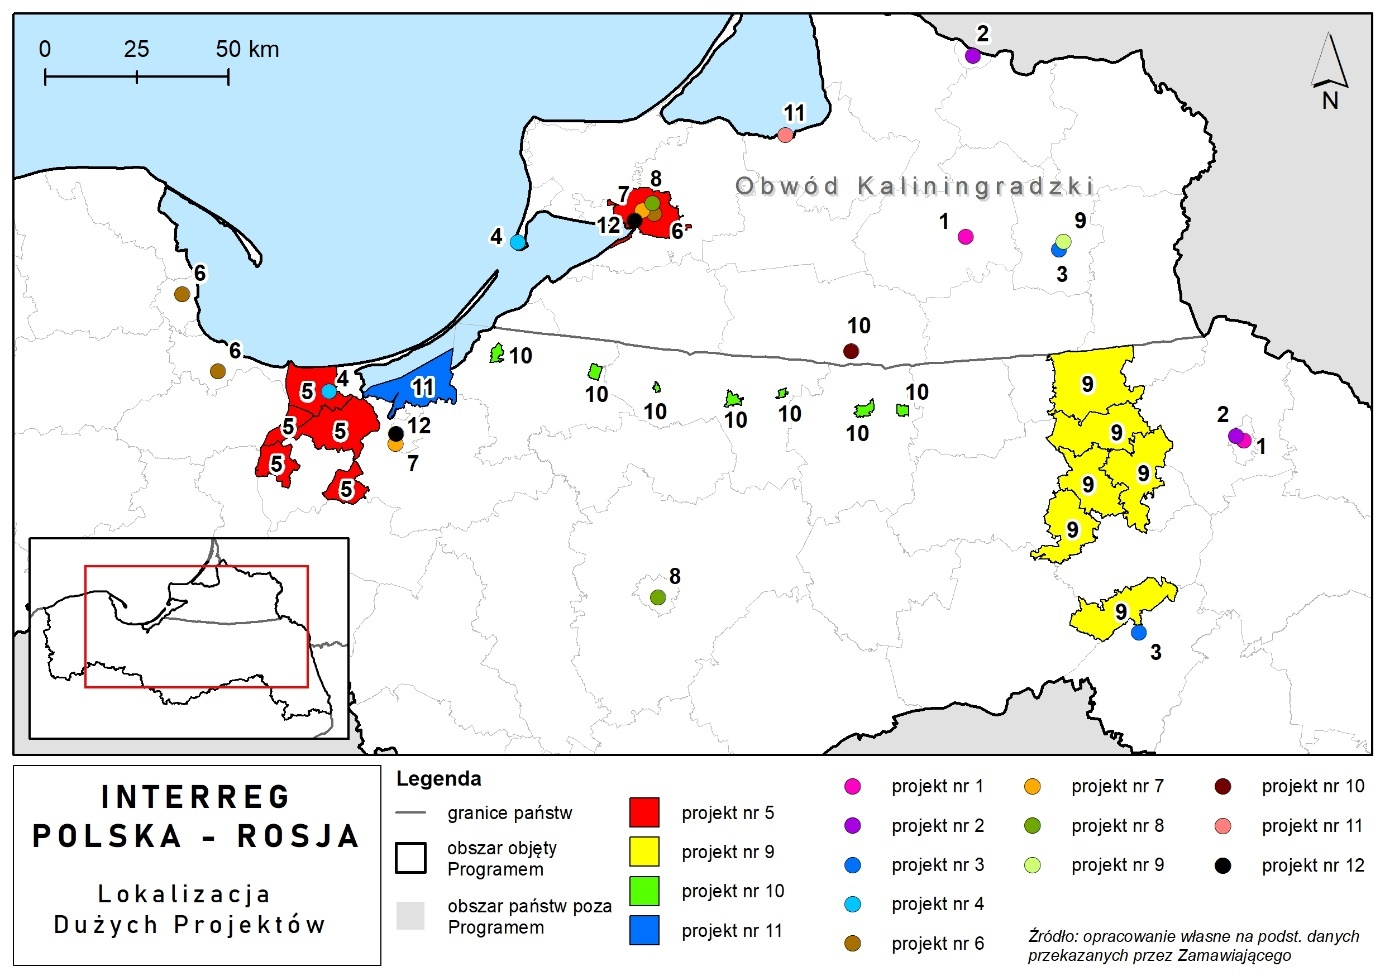 0 25 50 km
2
N
11
Obwód Kaliningradzki
8
7
12
6
4
1
9
3
6
10
6
10
10
10
10
10
10
10
5
4
11
5
5
5
5
12
7
9
9
9
9
9
2
1
8
9
3
INTERREG
POLSKA - ROSJA
Lokalizacja
Dużych Projektów
Legenda
granice państw
obszar objęty
Programem
obszar państw poza
Programem
projekt nr 5
projekt nr 9
projekt nr 10
projekt nr 11
projekt nr 1
projekt nr 2
projekt nr 3
projekt nr 4
projekt nr 6
projekt nr 7
projekt nr 8
projekt nr 9
projekt nr 10
projekt nr 11
projekt nr 12
Źródło: opracowanie własne na podst. danych
przekazanych przez Zamawiającego